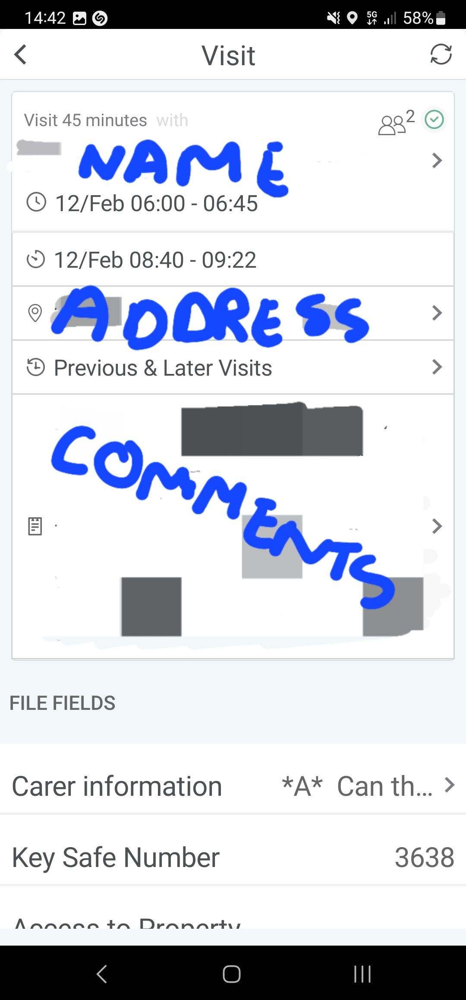 14:42
5G 58%
Visit
Visit 45 minutes with
2
NAME
12/Feb 06:00 - 06:45
12/Feb 08:40 - 09:22
ADDRESS
Previous & Later Visits
COMMENTS
FILE FIELDS
Carer information *A* Can th...
Key Safe Number 3638
Access to Property